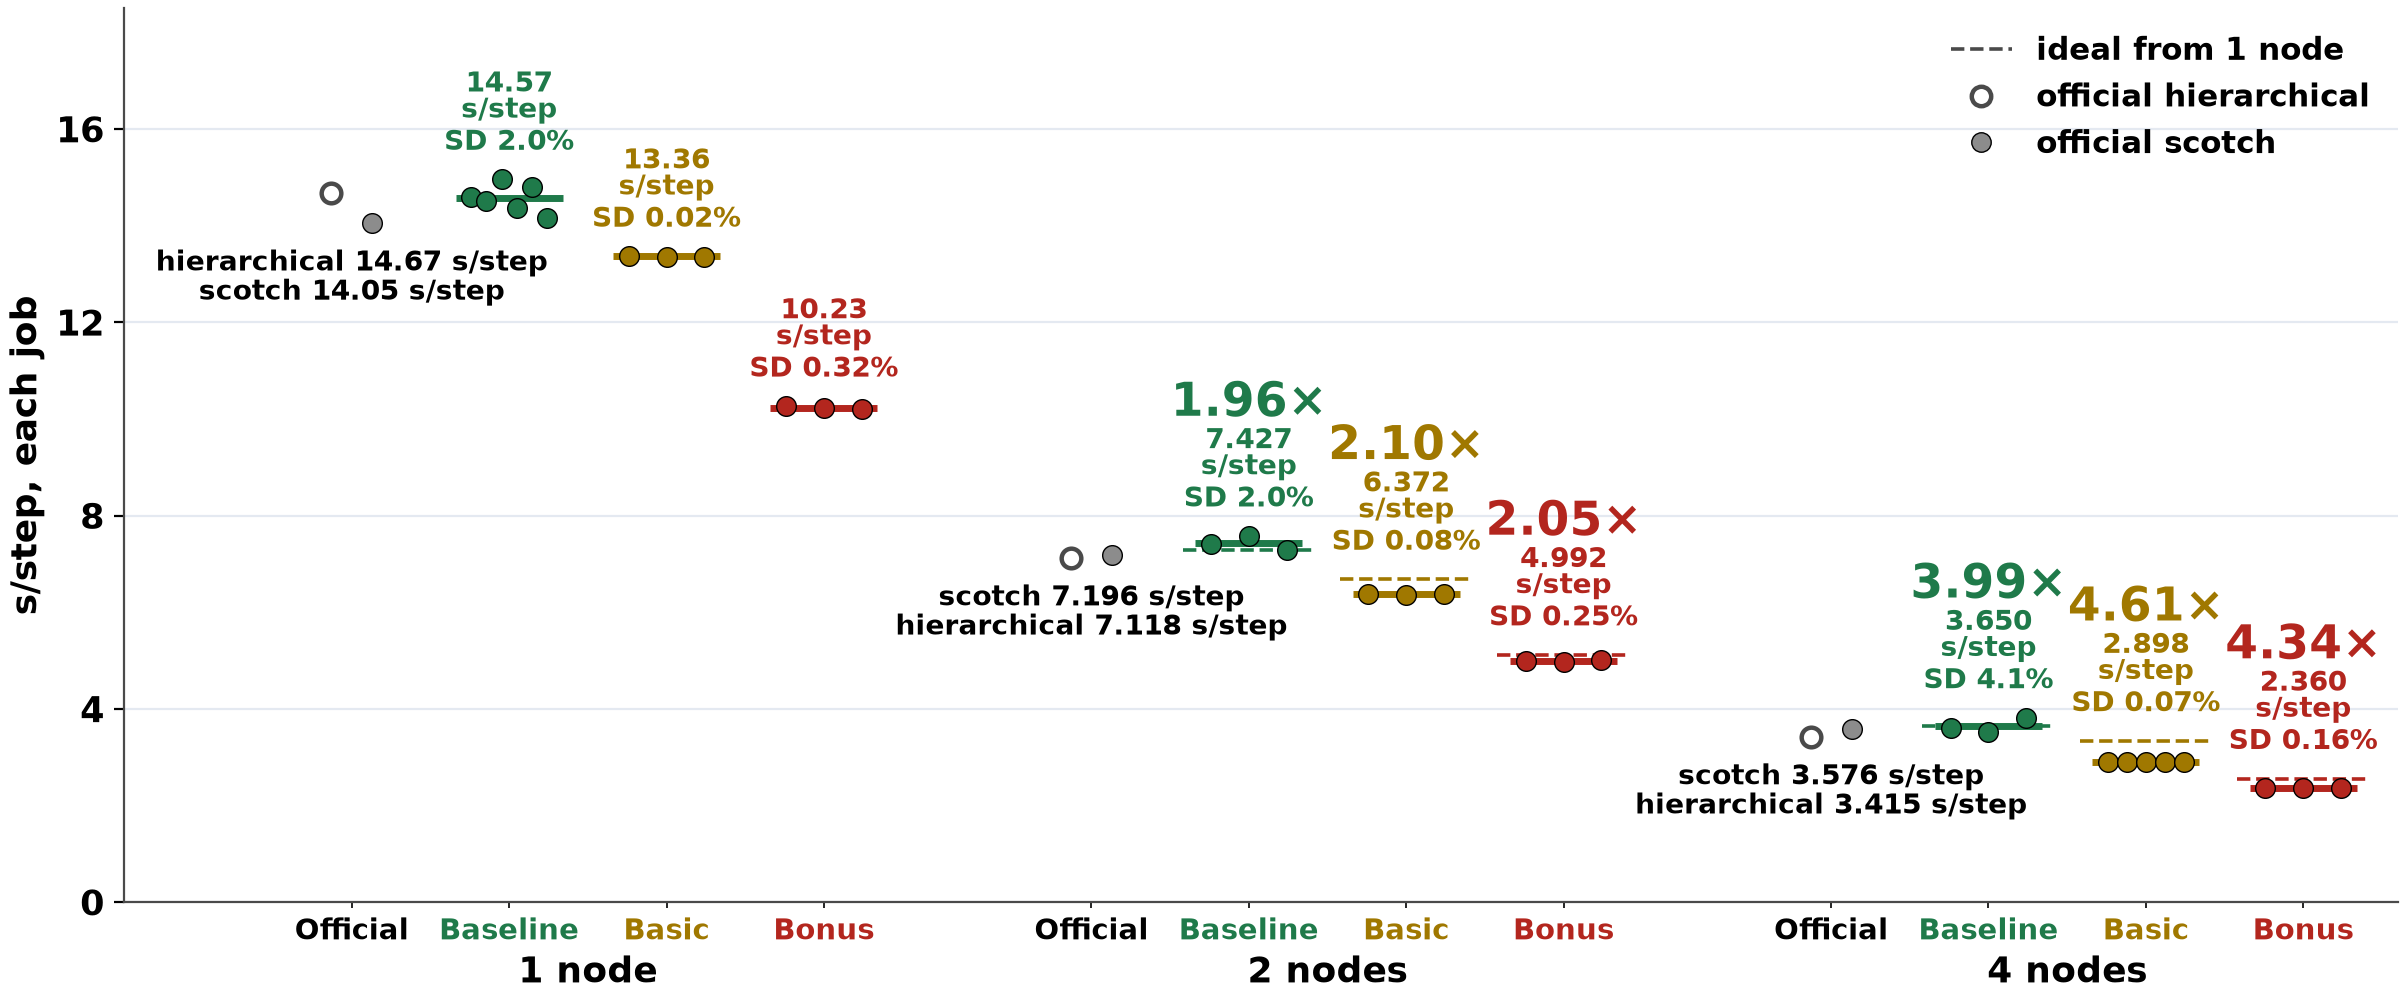 ideal from 1 node
official hierarchical
official scotch
s/step, each job
16
12
8
4
0
14.57
s/step
SD 2.0%
13.36
s/step
SD 0.02%
hierarchical 14.67 s/step
scotch 14.05 s/step
10.23
s/step
SD 0.32%
1.96×
7.427
s/step
SD 2.0%
2.10×
6.372
s/step
SD 0.08%
2.05×
4.992
s/step
SD 0.25%
scotch 7.196 s/step
hierarchical 7.118 s/step
3.99×
3.650
s/step
SD 4.1%
4.61×
2.898
s/step
SD 0.07%
4.34×
2.360
s/step
SD 0.16%
scotch 3.576 s/step
hierarchical 3.415 s/step
Official Baseline Basic Bonus Official Baseline Basic Bonus Official Baseline Basic Bonus
1 node 2 nodes 4 nodes